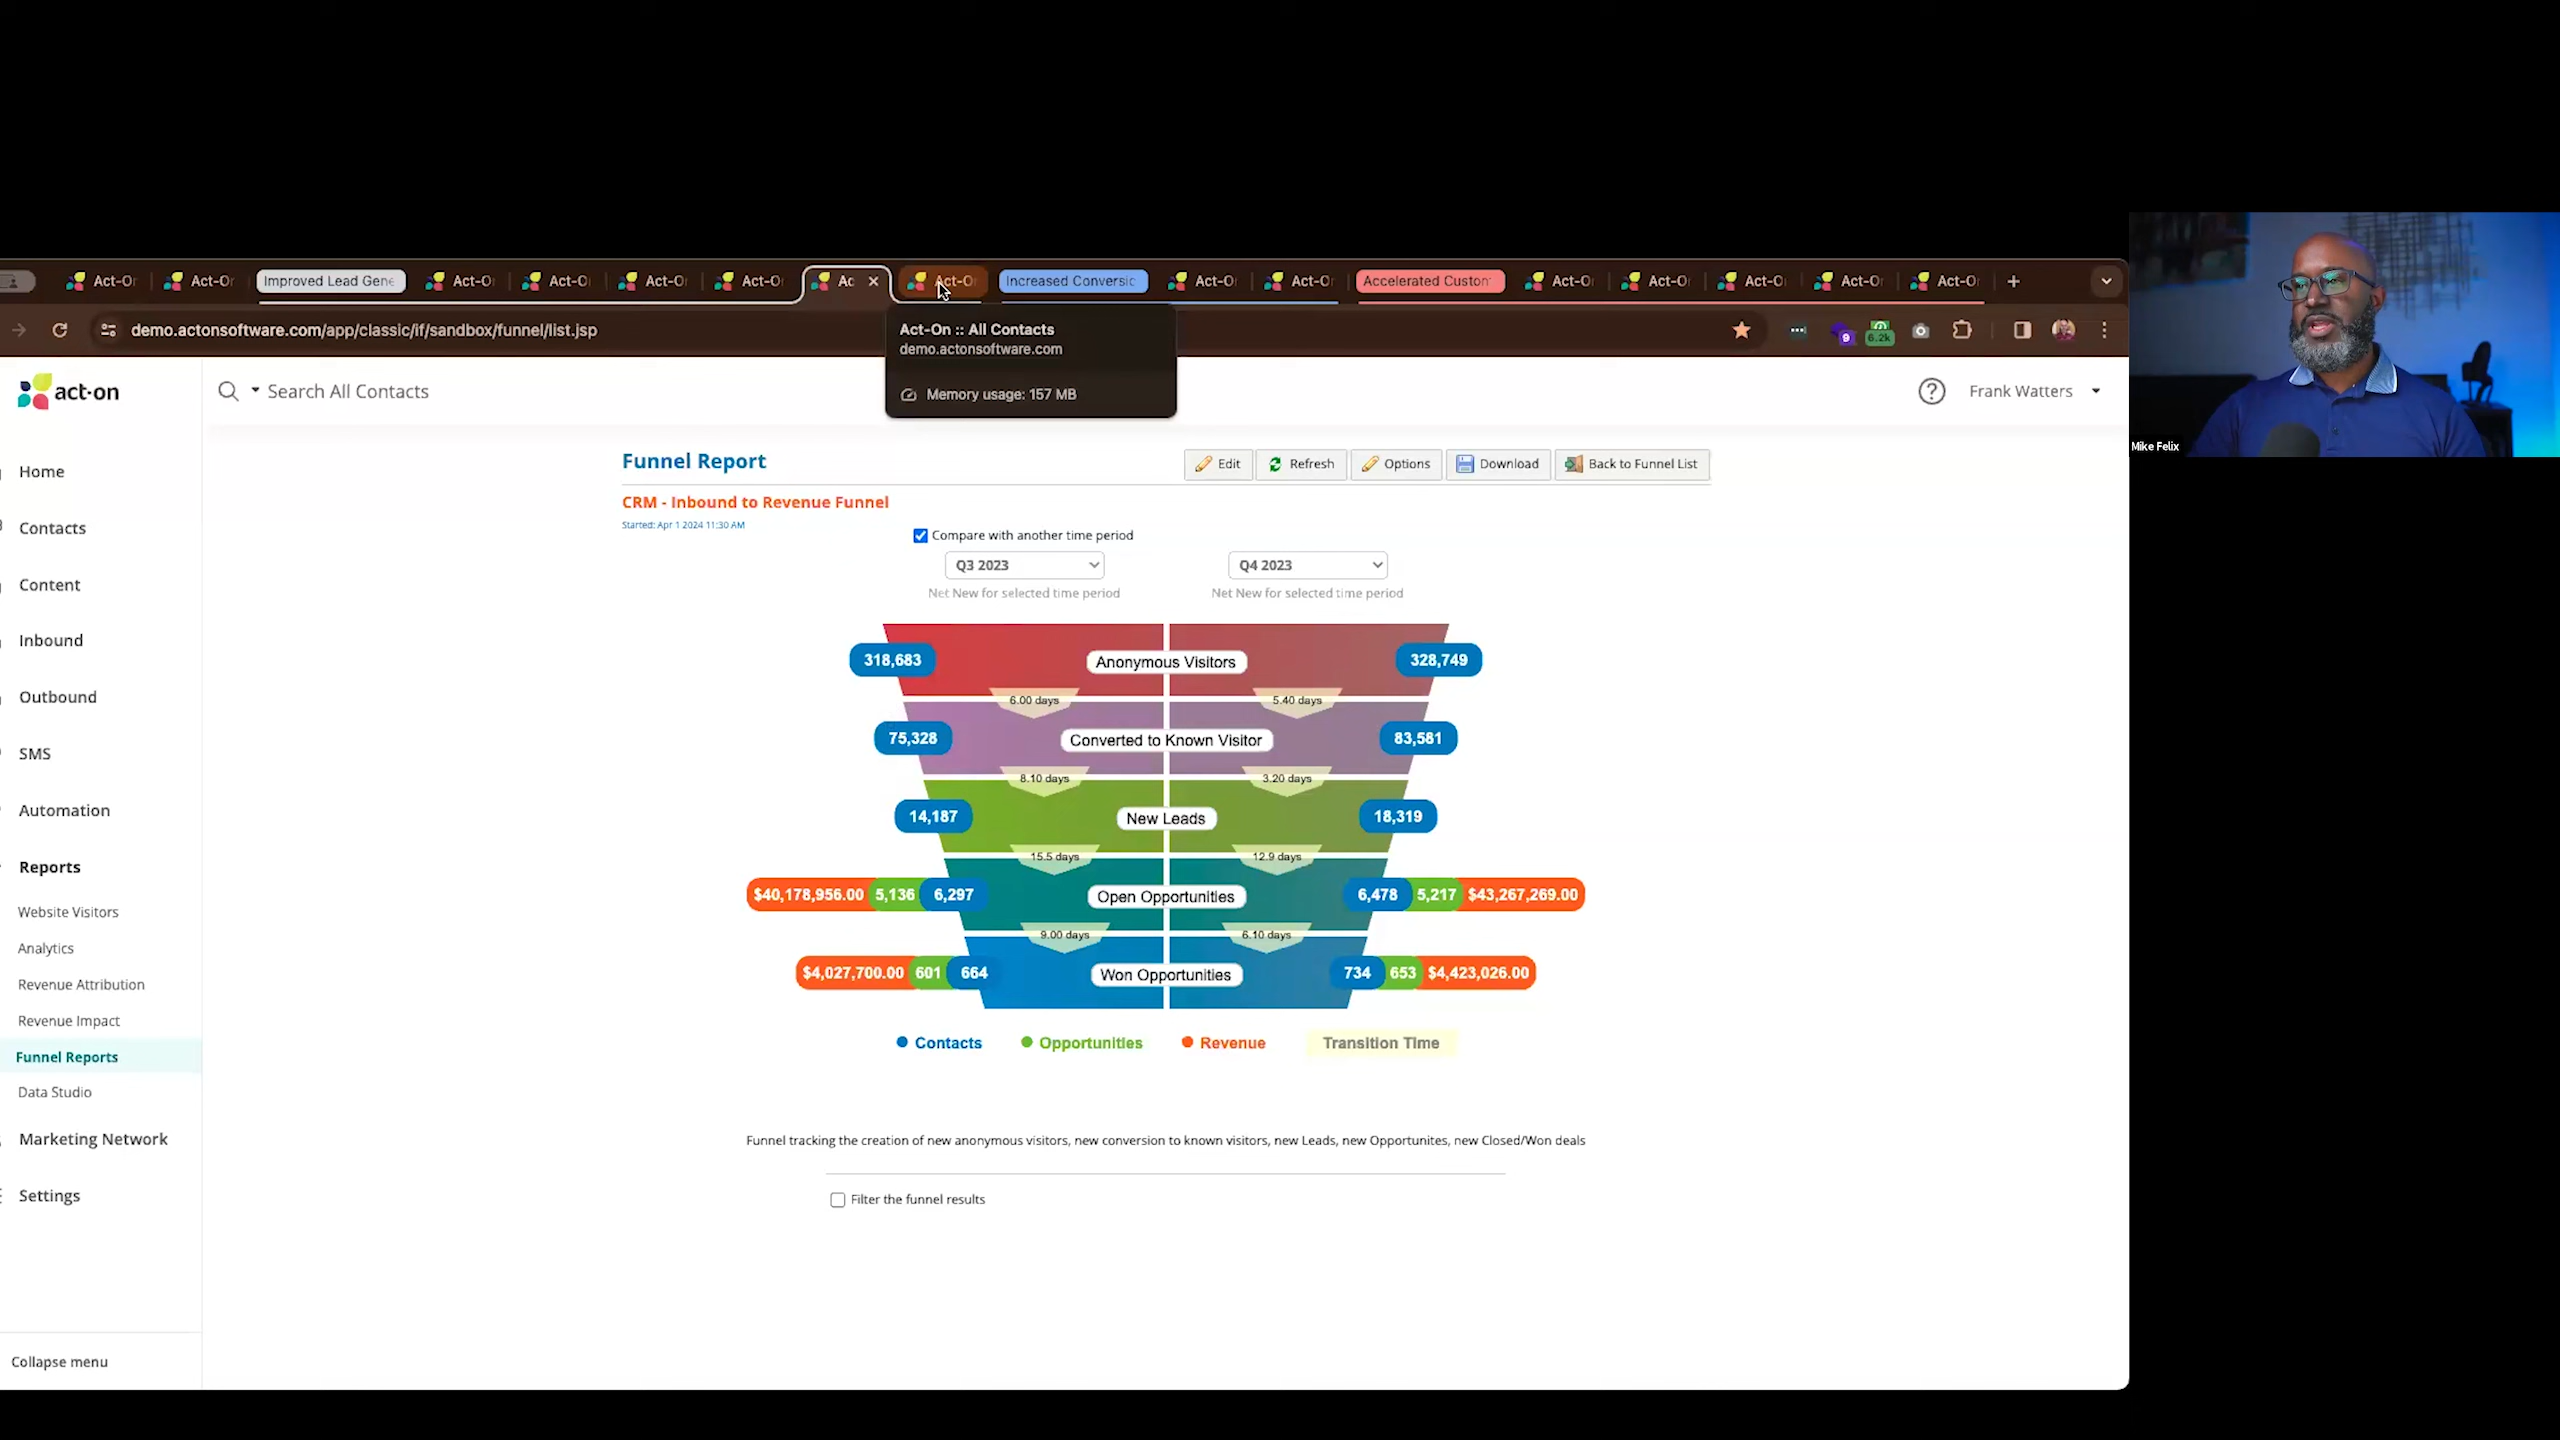 Act-Or
Act-Or
Improved Lead Gene
Act-O
Act-O
Act-O
Act-O
Ac
Act-O
Increased Conversic
Act-O
Act-O
Accelerated Custom
Act-O
Act-O
Act-O
Act-O
Act-O
demo.actonsoftware.com/app/classic/if/sandbox/funnel/list.jsp
9
6.2k
Act-On :: All Contacts
demo.actonsoftware.com
Memory usage: 157 MB
act-on
Search All Contacts
Frank Watters
Mike Felix
Home
Contacts
Content
Inbound
Outbound
SMS
Automation
Reports
Website Visitors
Analytics
Revenue Attribution
Revenue Impact
Funnel Reports
Data Studio
Marketing Network
Settings
Collapse menu
Funnel Report
Edit
Refresh
Options
Download
Back to Funnel List
CRM - Inbound to Revenue Funnel
Started: Apr 1 2024 11:30 AM
Compare with another time period
Q3 2023
Q4 2023
Net New for selected time period
Net New for selected time period
318,683 Anonymous Visitors 328,749
6.00 days 5.40 days
75,328 Converted to Known Visitor 83,581
8.10 days 3.20 days
14,187 New Leads 18,319
15.5 days 12.9 days
$40,178,956.00 5,136 6,297 Open Opportunities 6,478 5,217 $43,267,269.00
9.00 days 6.10 days
$4,027,700.00 601 664 Won Opportunities 734 653 $4,423,026.00
Contacts Opportunities Revenue Transition Time
Funnel tracking the creation of new anonymous visitors, new conversion to known visitors, new Leads, new Opportunites, new Closed/Won deals
Filter the funnel results